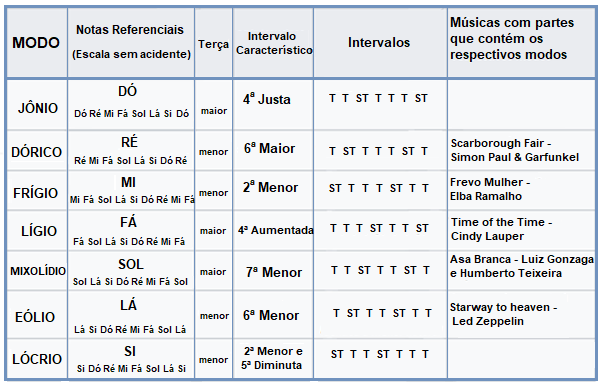 MODO
Notas Referenciais
(Escala sem acidente)
Terça
Intervalo
Característico
Intervalos
Músicas com partes
que contém os
respectivos modos
JÔNIO
DÓ
Dó Ré Mi Fá Sol Lá Si Dó
maior
4ª Justa
T T ST T T T ST
DÓRICO
RÉ
Ré Mi Fá Sol Lá Si Dó Ré
menor
6ª Maior
T ST T T T ST T
Scarborough Fair -
Simon Paul & Garfunkel
FRÍGIO
MI
Mi Fá Sol Lá Si Dó Ré Mi Fá
menor
2ª Menor
ST T T T ST T T
Frevo Mulher -
Elba Ramalho
LÍGIO
FÁ
Fá Sol Lá Si Dó Ré Mi Fá
maior
4ª Aumentada
T T T ST T T ST
Time of the Time -
Cindy Lauper
MIXOLÍDIO
SOL
Sol Lá Si Dó Ré Mi Fá Sol
maior
7ª Menor
T T ST T T ST T
Asa Branca - Luiz Gonzaga
e Humberto Teixeira
EÓLIO
LÁ
Lá Si Dó Ré Mi Fá Sol Lá
menor
6ª Menor
T ST T T ST T T
Starway to heaven -
Led Zeppelin
LÓCRIO
SI
Si Dó Ré Mi Fá Sol Lá Si
menor
2ª Menor e
5ª Diminuta
ST T T ST T T T